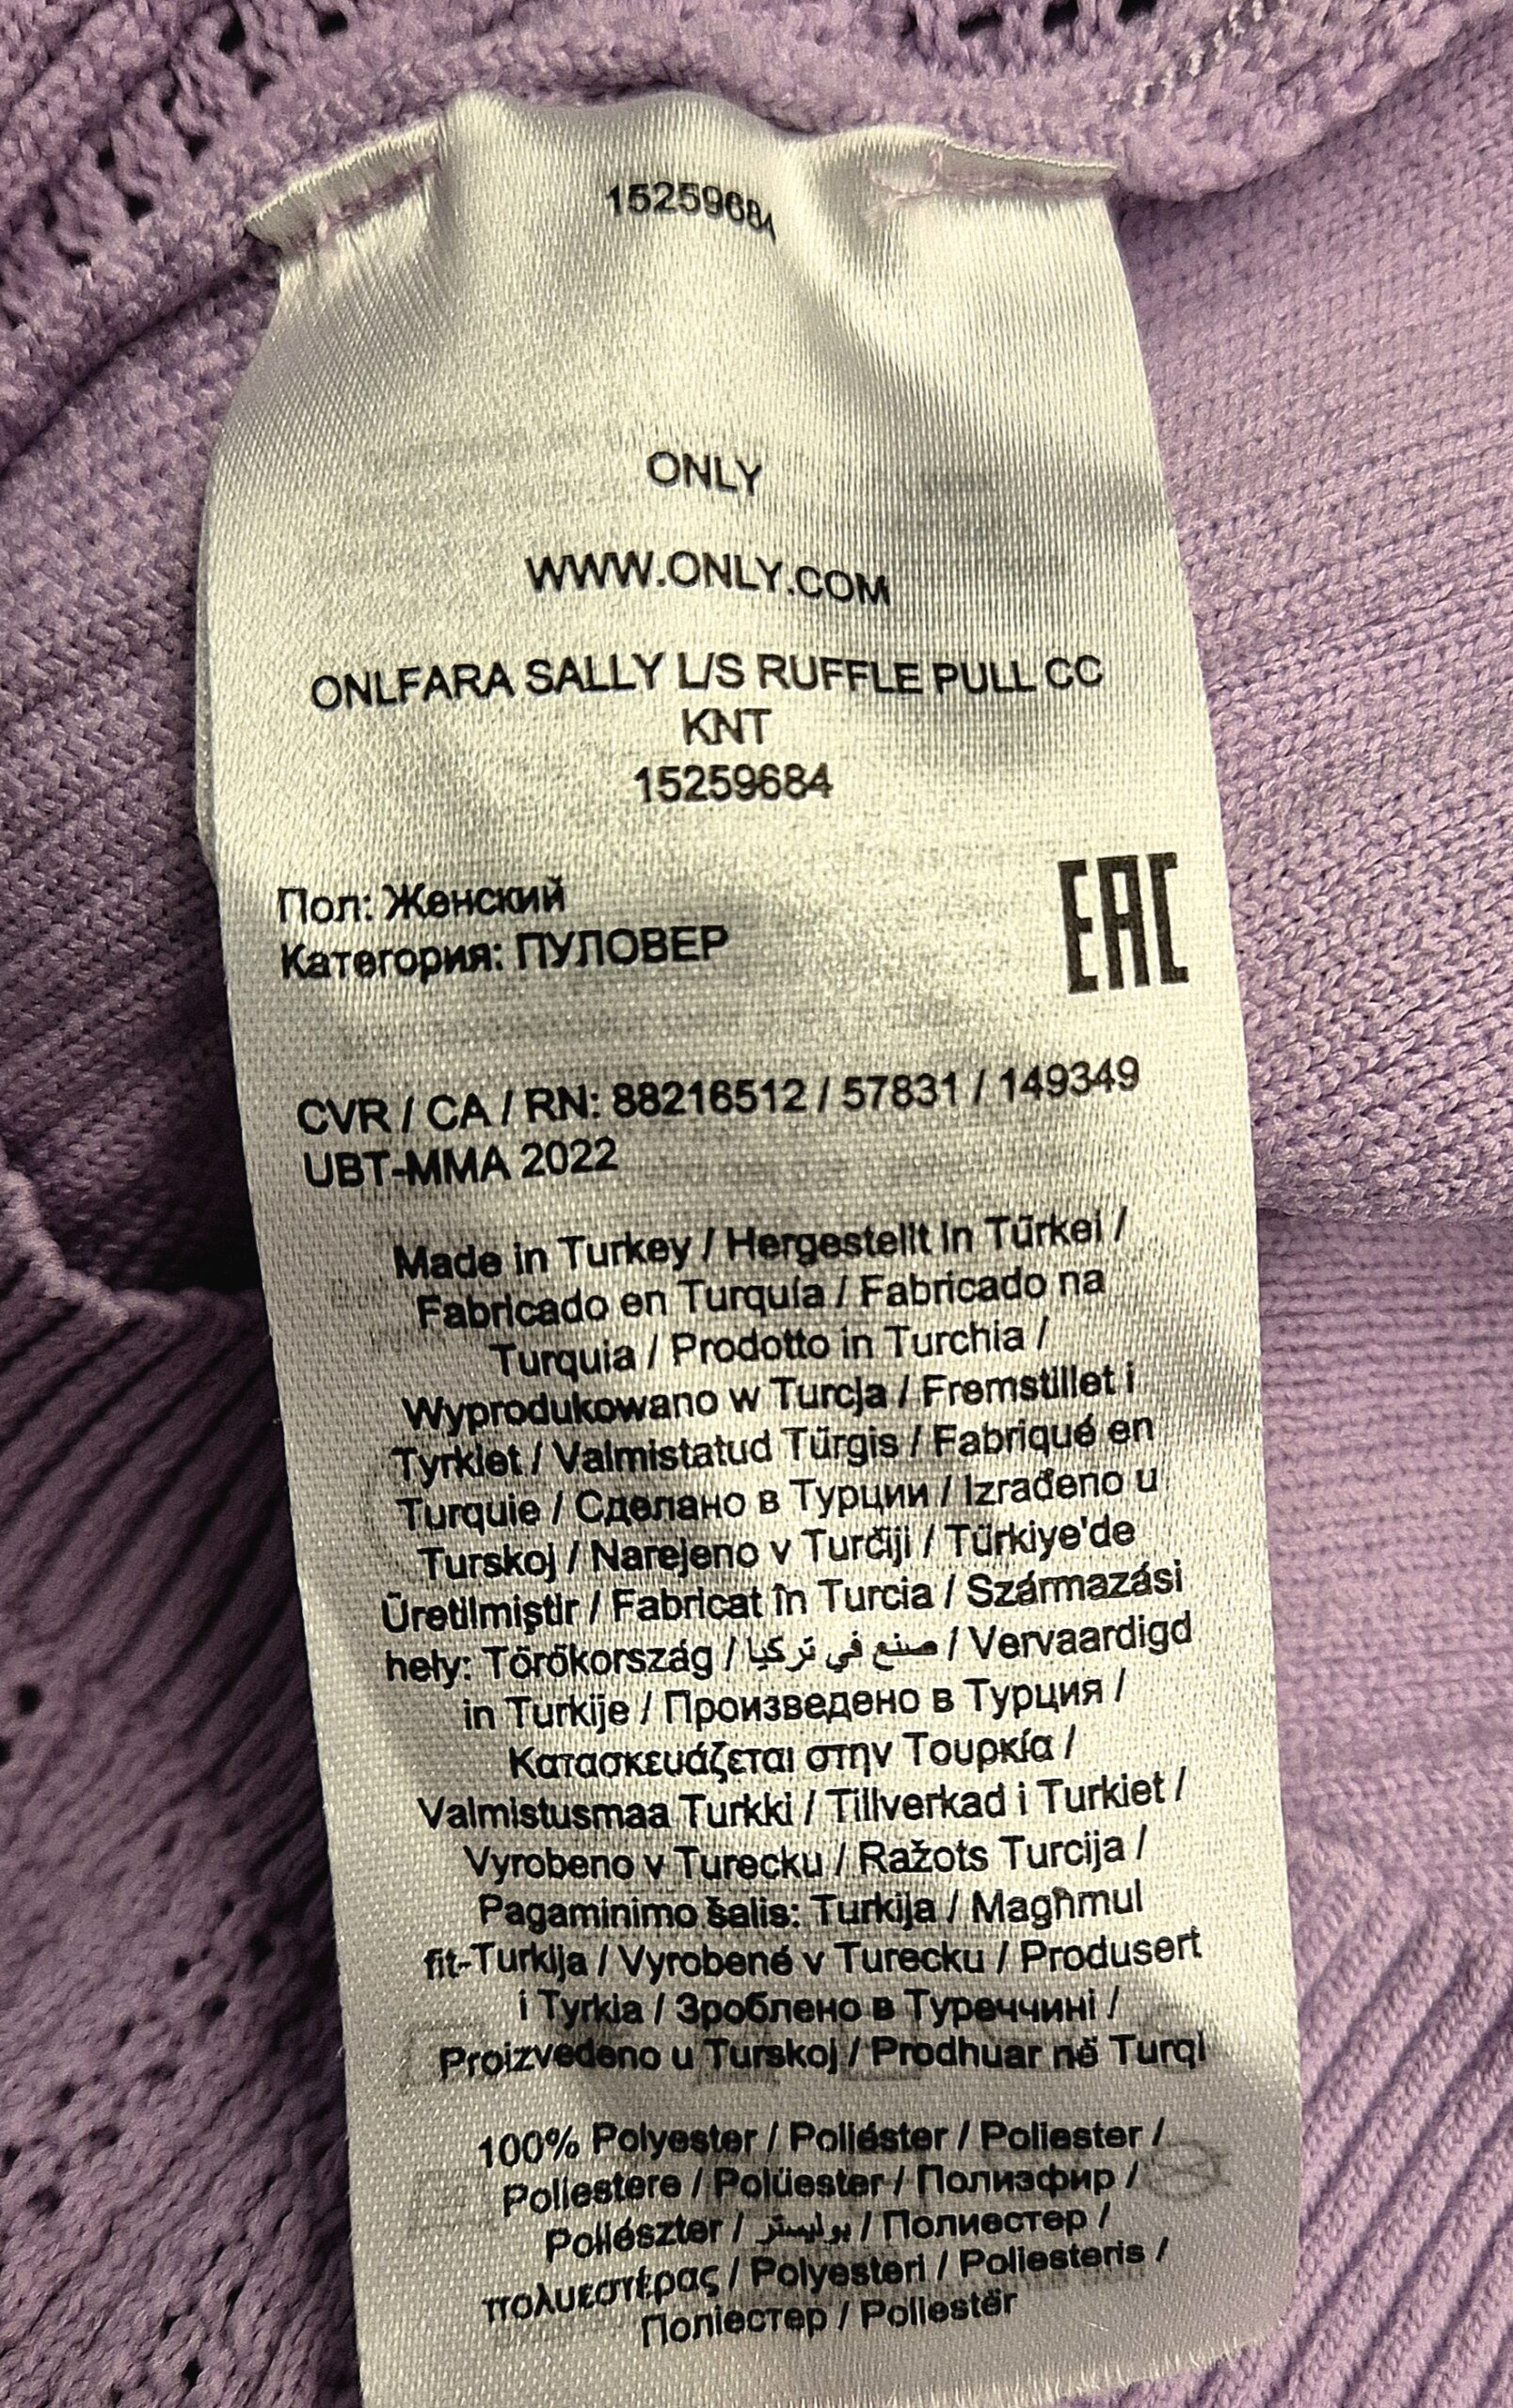 15259684
ONLY
WWW.ONLY.COM
ONLFARA SALLY L/S RUFFLE PULL CC
KNT
15259684
Пол: Женский
Категория: ПУЛОВЕР
EAC
CVR / CA / RN: 88216512 / 57831 / 149349
UBT-MMA 2022
Made in Turkey / Hergestellt in Türkei /
Fabricado en Turquía / Fabricado na
Turquia / Prodotto in Turchia /
Wyprodukowano w Turcja / Fremstillet i
Tyrkiet / Valmistatud Türgis / Fabriqué en
Turquie / Сделано в Турции / Izrađeno u
Turskoj / Narejeno v Turčiji / Türkiye'de
Üretilmiştir / Fabricat în Turcia / Származási
hely: Törökország / صنع في تركيا / Vervaardigd
in Turkije / Произведено в Турция /
Κατασκευάζεται στην Τουρκία /
Valmistusmaa Turkki / Tillverkad i Turkiet /
Vyrobeno v Turecku / Ražots Turcija /
Pagaminimo šalis: Turkija / Magħmul
fit-Turkija / Vyrobené v Turecku / Produsert
i Tyrkia / Зроблено в Туреччині /
Proizvedeno u Turskoj / Prodhuar në Turqi
100% Polyester / Poliéster / Poliester /
Poliestere / Polüester / Полиэфир /
Poliészter / بوليستر / Полиестер /
πολυεστέρας / Polyesteri / Poliesteris /
Поліестер / Poliestër